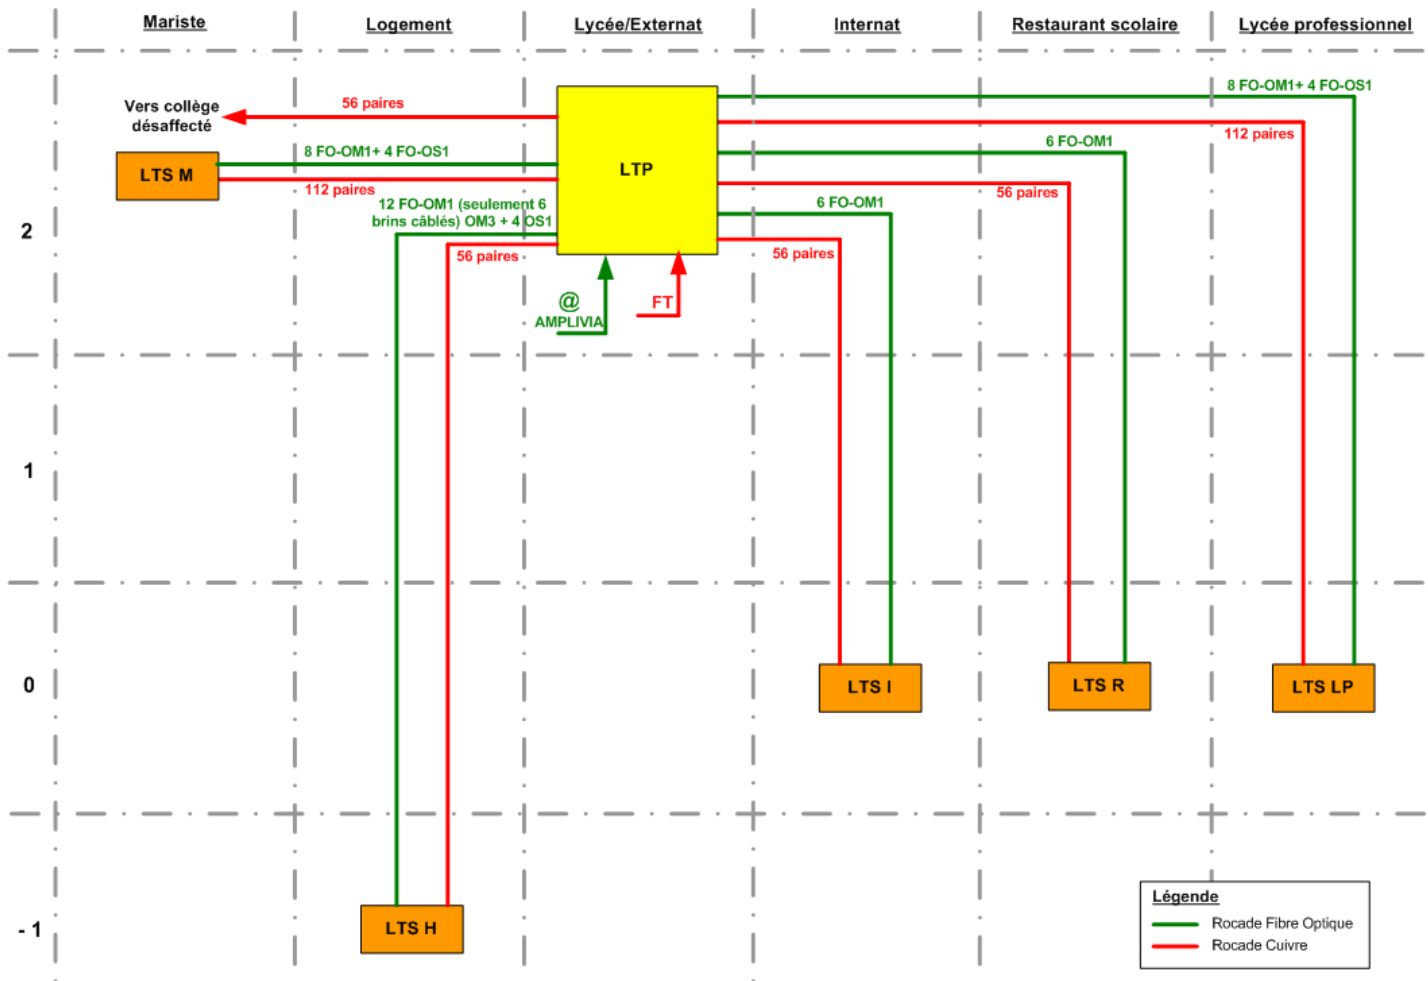 Mariste
Logement
Lycée/Externat
Internat
Restaurant scolaire
Lycée professionnel
8 FO-OM1+ 4 FO-OS1
56 paires
Vers collège
désaffecté
112 paires
6 FO-OM1
8 FO-OM1+ 4 FO-OS1
LTS M
LTP
112 paires
56 paires
12 FO-OM1 (seulement 6
brins câblés) OM3 + 4 OS1
6 FO-OM1
2
56 paires
56 paires
@
AMPLIVIA
FT
1
0
LTS I
LTS R
LTS LP
- 1
LTS H
Légende
Rocade Fibre Optique
Rocade Cuivre